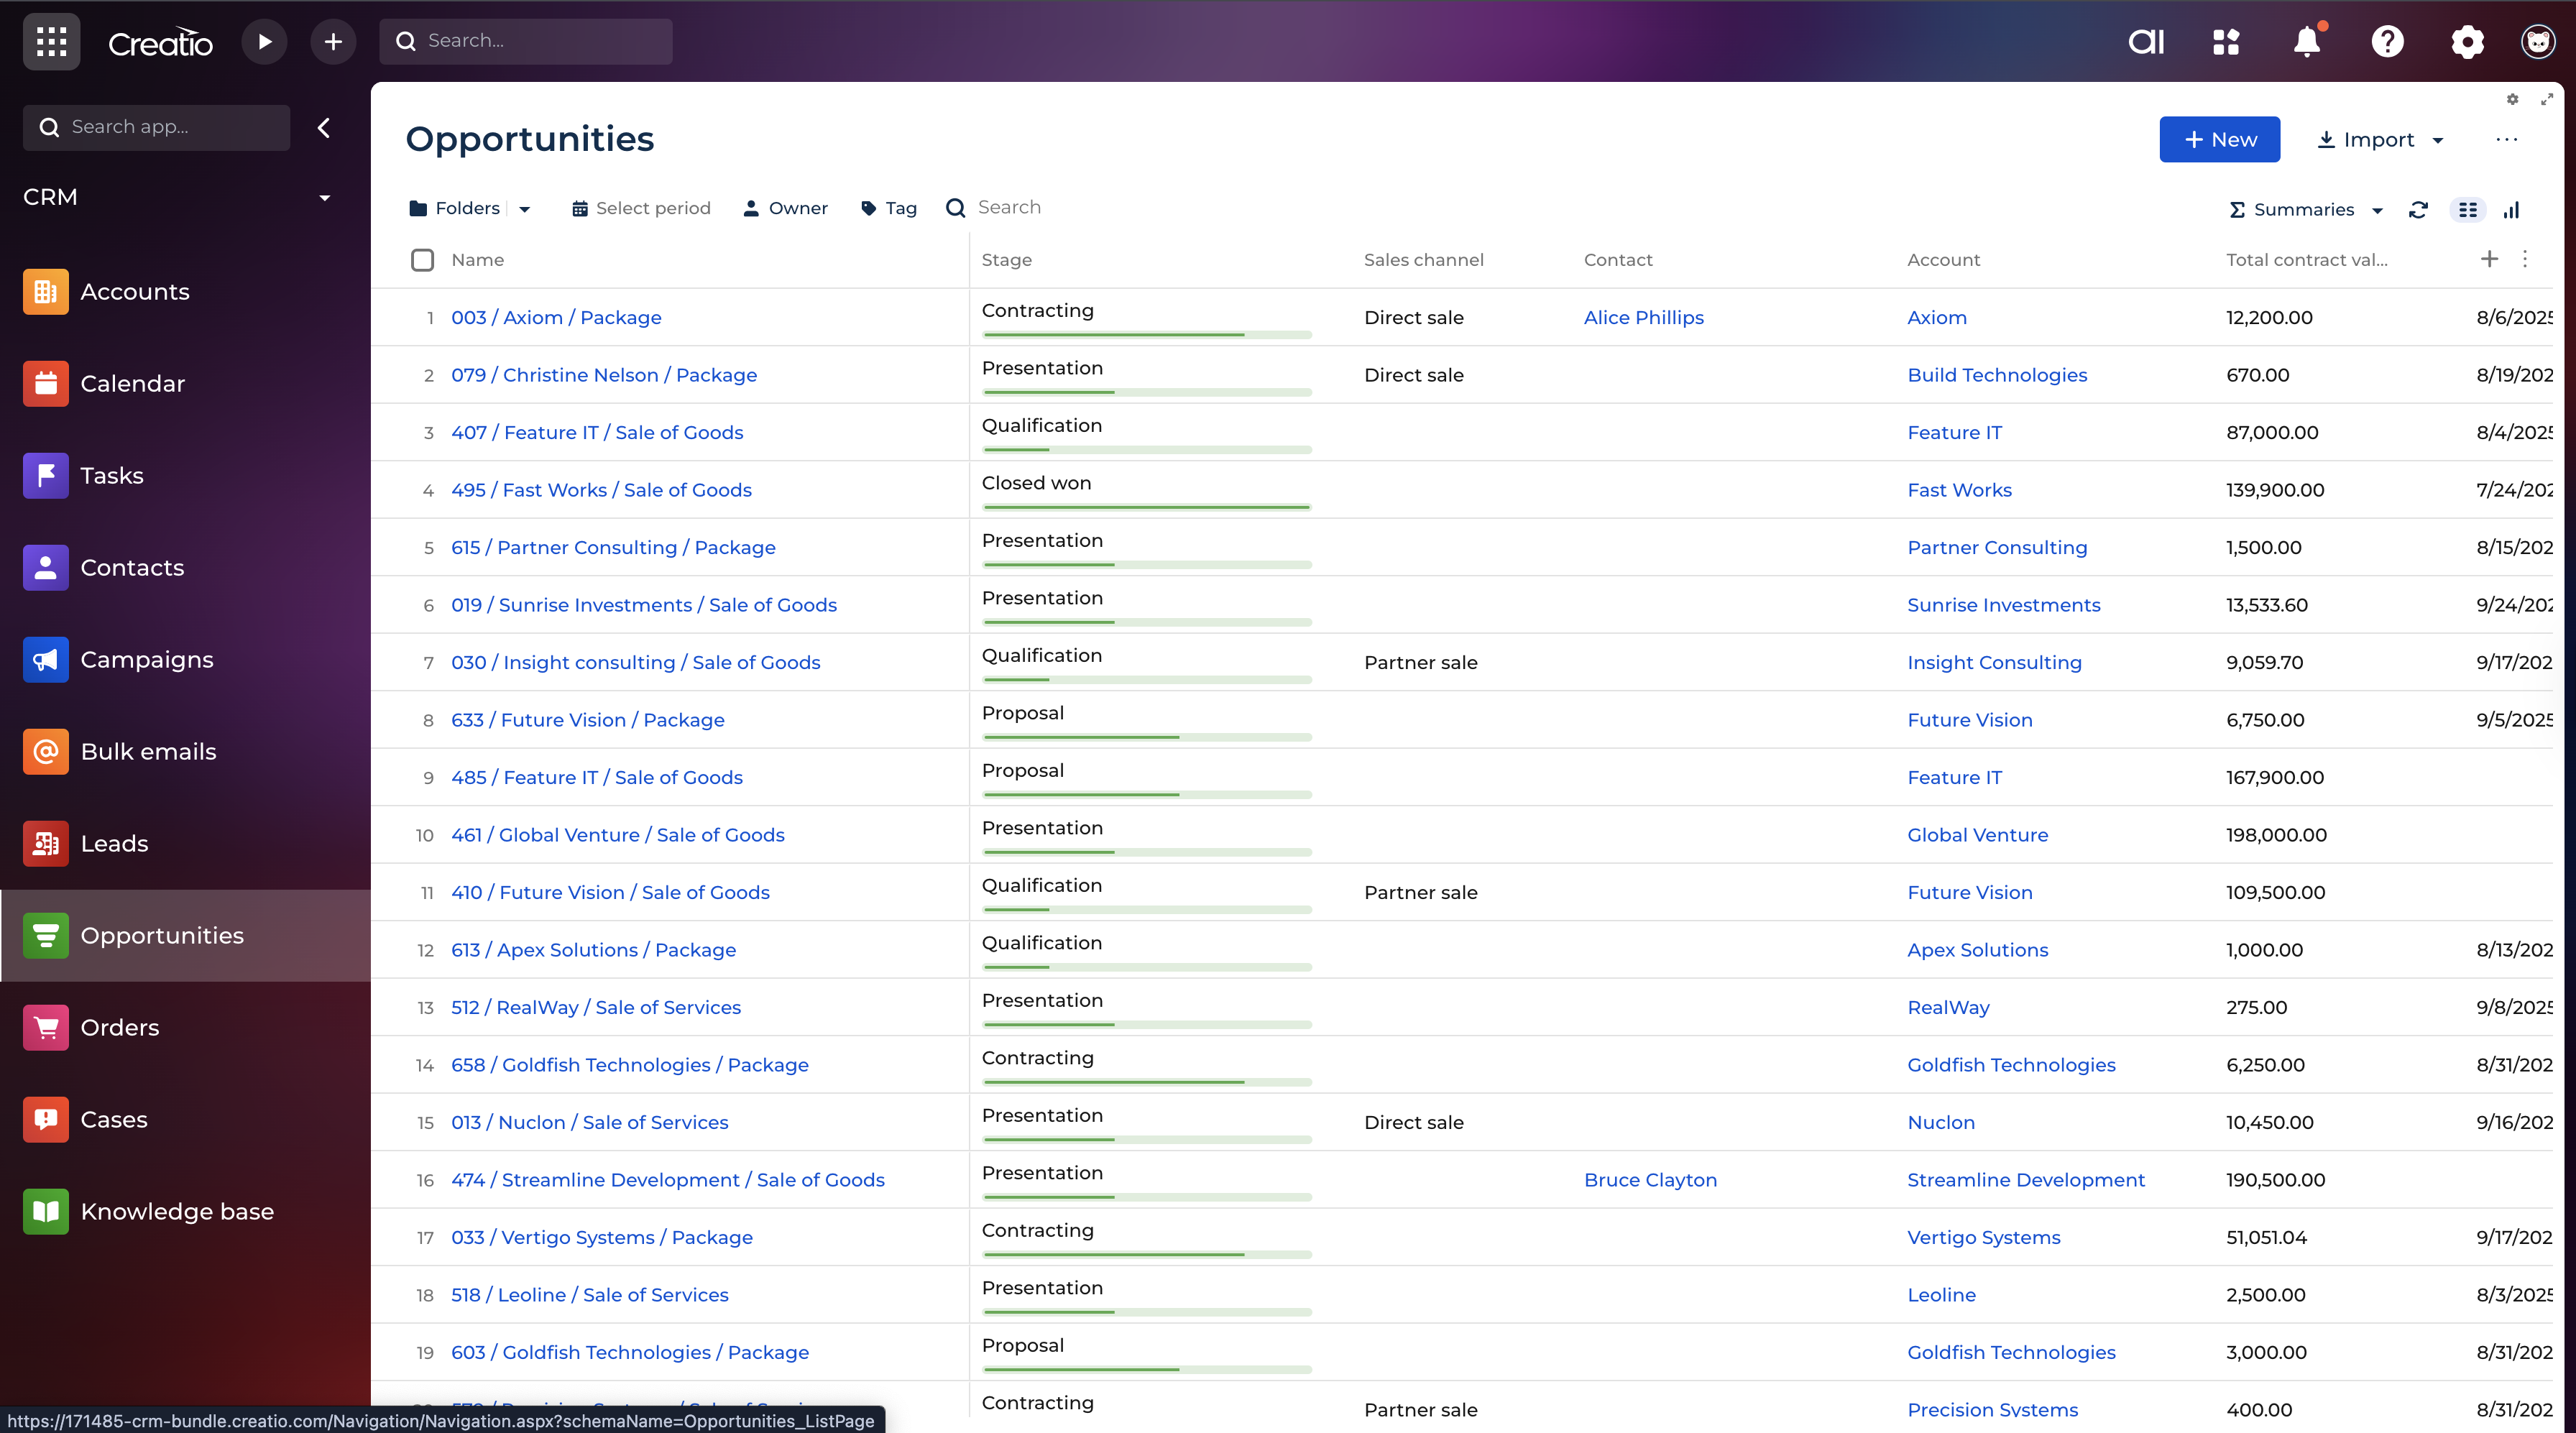 Creatio
Search...
aI
Search app...
CRM
Accounts
Calendar
Tasks
Contacts
Campaigns
Bulk emails
Leads
Opportunities
Orders
Cases
Knowledge base
Opportunities
New
Import
Folders
Select period
Owner
Tag
Search
Summaries
Name Stage Sales channel Contact Account Total contract val...
1 003 / Axiom / Package Contracting Direct sale Alice Phillips Axiom 12,200.00 8/6/2025
2 079 / Christine Nelson / Package Presentation Direct sale Build Technologies 670.00 8/19/202
3 407 / Feature IT / Sale of Goods Qualification Feature IT 87,000.00 8/4/2025
4 495 / Fast Works / Sale of Goods Closed won Fast Works 139,900.00 7/24/202
5 615 / Partner Consulting / Package Presentation Partner Consulting 1,500.00 8/15/202
6 019 / Sunrise Investments / Sale of Goods Presentation Sunrise Investments 13,533.60 9/24/202
7 030 / Insight consulting / Sale of Goods Qualification Partner sale Insight Consulting 9,059.70 9/17/202
8 633 / Future Vision / Package Proposal Future Vision 6,750.00 9/5/2025
9 485 / Feature IT / Sale of Goods Proposal Feature IT 167,900.00
10 461 / Global Venture / Sale of Goods Presentation Global Venture 198,000.00
11 410 / Future Vision / Sale of Goods Qualification Partner sale Future Vision 109,500.00
12 613 / Apex Solutions / Package Qualification Apex Solutions 1,000.00 8/13/202
13 512 / RealWay / Sale of Services Presentation RealWay 275.00 9/8/2025
14 658 / Goldfish Technologies / Package Contracting Goldfish Technologies 6,250.00 8/31/202
15 013 / Nuclon / Sale of Services Presentation Direct sale Nuclon 10,450.00 9/16/202
16 474 / Streamline Development / Sale of Goods Presentation Bruce Clayton Streamline Development 190,500.00
17 033 / Vertigo Systems / Package Contracting Vertigo Systems 51,051.04 9/17/202
18 518 / Leoline / Sale of Services Presentation Leoline 2,500.00 8/3/2025
19 603 / Goldfish Technologies / Package Proposal Goldfish Technologies 3,000.00 8/31/202
Contracting Partner sale Precision Systems 400.00 8/31/202
https://171485-crm-bundle.creatio.com/Navigation/Navigation.aspx?schemaName=Opportunities_ListPage